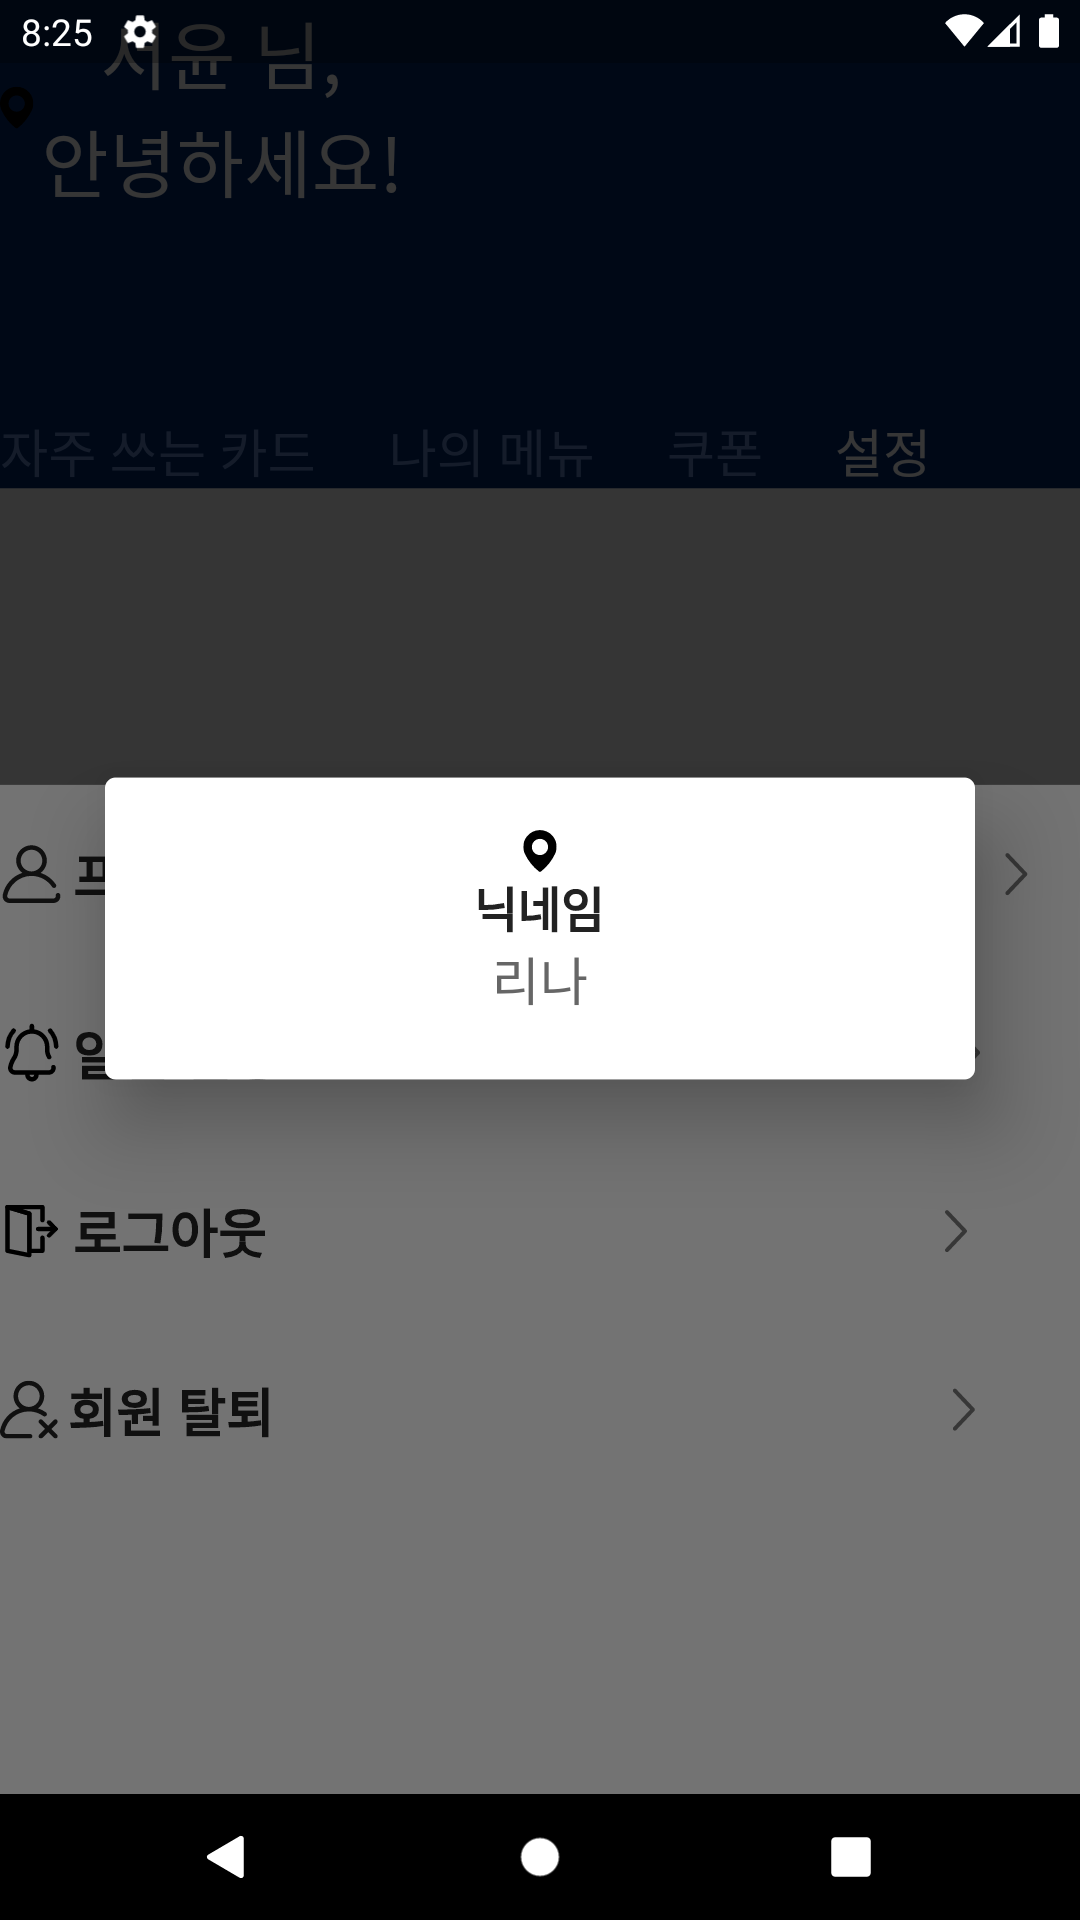 8:25
서윤 님,
안녕하세요!
자주 쓰는 카드 나의 메뉴 쿠폰 설정
닉네임
리나
로그아웃
회원 탈퇴